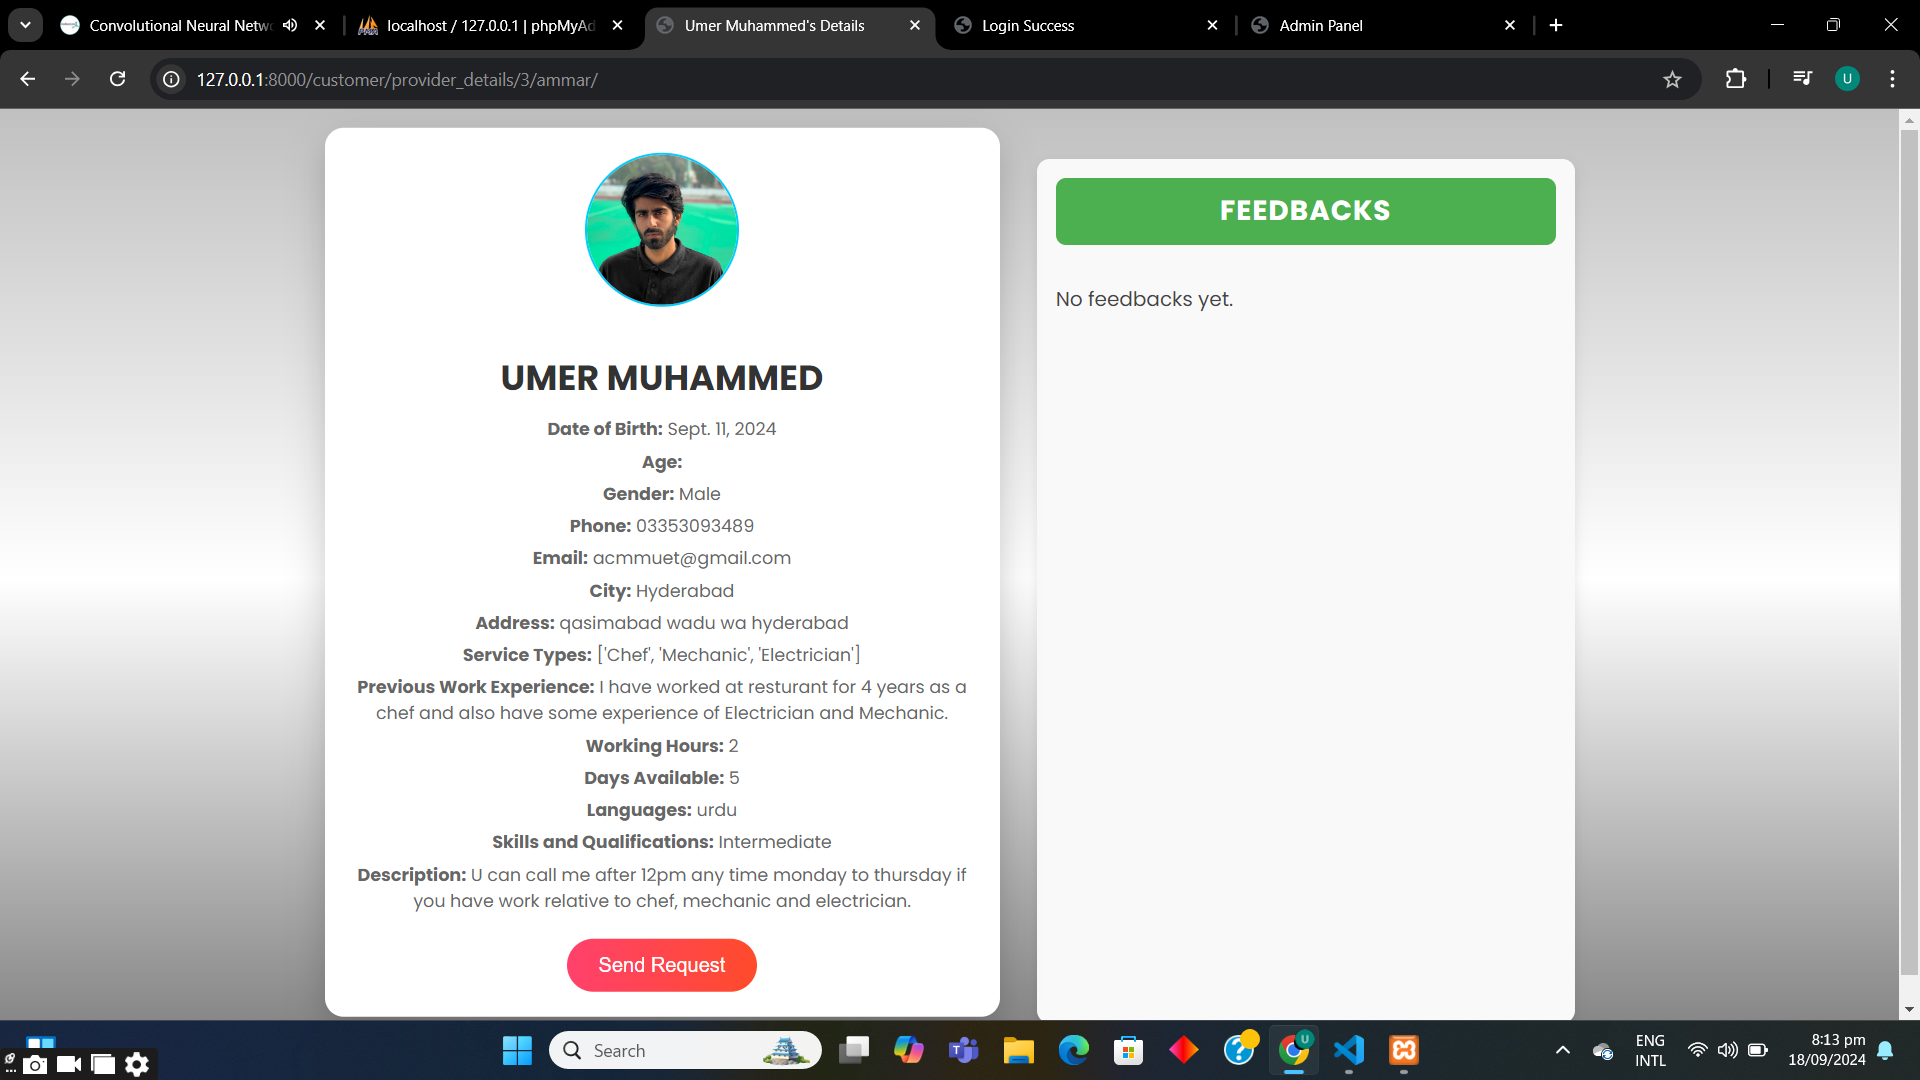 Convolutional Neural Netwo
localhost / 127.0.0.1 | phpMyAd
Umer Muhammed's Details
Login Success
Admin Panel
127.0.0.1:8000/customer/provider_details/3/ammar/
U
UMER MUHAMMED
Date of Birth: Sept. 11, 2024
Age:
Gender: Male
Phone: 03353093489
Email: acmmuet@gmail.com
City: Hyderabad
Address: qasimabad wadu wa hyderabad
Service Types: ['Chef', 'Mechanic', 'Electrician']
Previous Work Experience: I have worked at resturant for 4 years as a
chef and also have some experience of Electrician and Mechanic.
Working Hours: 2
Days Available: 5
Languages: urdu
Skills and Qualifications: Intermediate
Description: U can call me after 12pm any time monday to thursday if
you have work relative to chef, mechanic and electrician.
Send Request
FEEDBACKS
No feedbacks yet.
Search
U
ENG
INTL
8:13 pm
18/09/2024